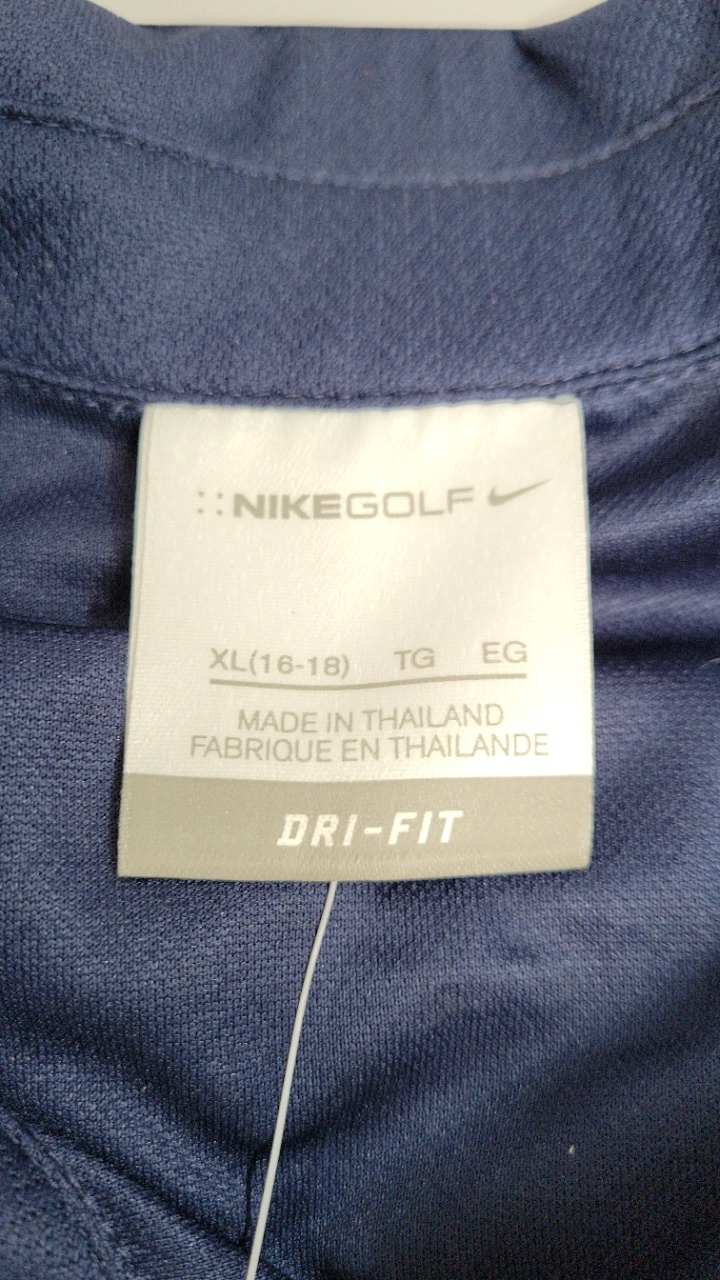 NIKEGOLF
XL(16-18) TG EG
MADE IN THAILAND
FABRIQUE EN THAILANDE
DRI-FIT